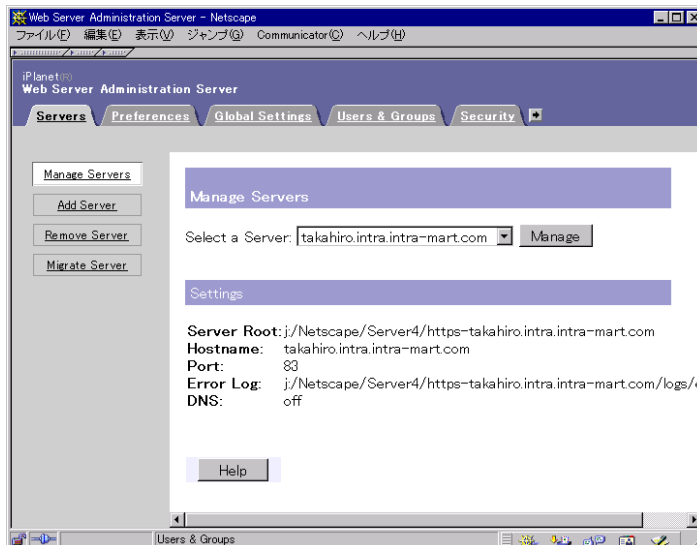 Web Server Administration Server - Netscape
ファイル(F) 編集(E) 表示(V) ジャンプ(G) Communicator(C) ヘルプ(H)
iPlanet(R)
Web Server Administration Server
Servers Preferences Global Settings Users & Groups Security
Manage Servers
Add Server
Remove Server
Migrate Server
Manage Servers
Select a Server: takahiro.intra.intra-mart.com Manage
Settings
Server Root: j:/Netscape/Server4/https-takahiro.intra.intra-mart.com
Hostname: takahiro.intra.intra-mart.com
Port: 83
Error Log: j:/Netscape/Server4/https-takahiro.intra.intra-mart.com/logs/
DNS: off
Help
Users & Groups